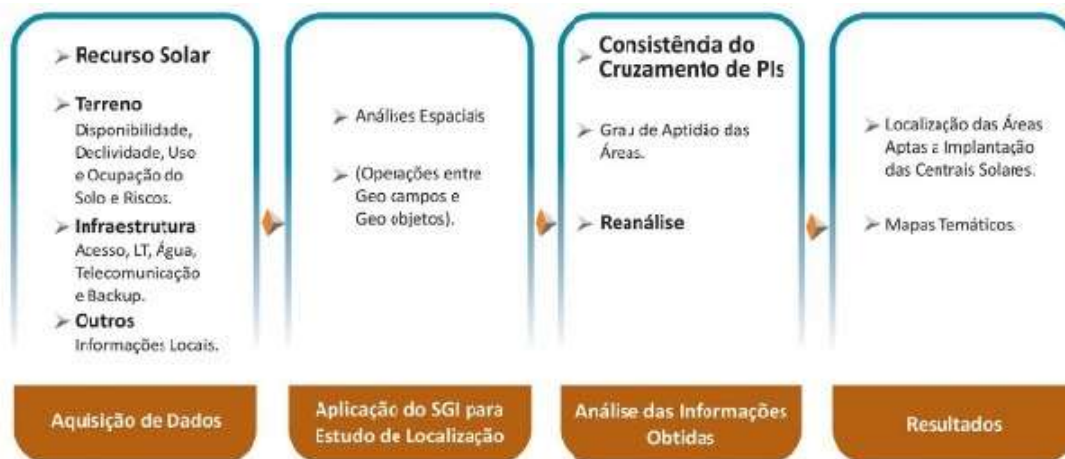 Recurso Solar
Terreno
Disponibilidade,
Declividade, Uso
e Ocupação do
Solo e Riscos.
Infraestrutura
Acesso, LT, Água,
Telecomunicação
e Backup.
Outros
Informações Locais.
Aquisição de Dados
Análises Espaciais
(Operações entre
Geo campos e
Geo objetos).
Aplicação do SGI para
Estudo de Localização
Consistência do
Cruzamento de PIs
Grau de Aptidão das
Áreas.
Reanálise
Análise das Informações
Obtidas
Localização das Áreas
Aptas a Implantação
das Centrais Solares.
Mapas Temáticos.
Resultados